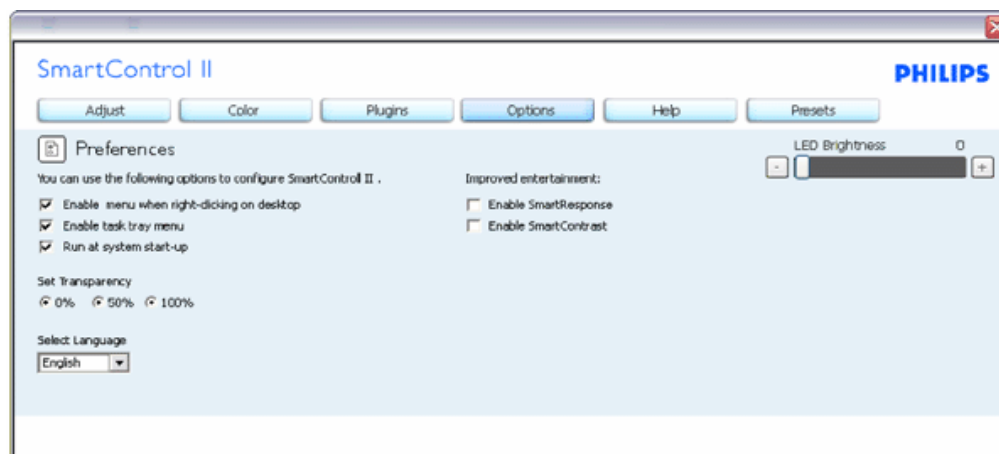 SmartControl II
PHILIPS
Adjust
Color
Plugins
Options
Help
Presets
Preferences
LED Brightness 0
- +
You can use the following options to configure SmartControl II .
Enable menu when right-clicking on desktop
Enable task tray menu
Run at system start-up
Improved entertainment:
Enable SmartResponse
Enable SmartContrast
Set Transparency
0% 50% 100%
Select Language
English